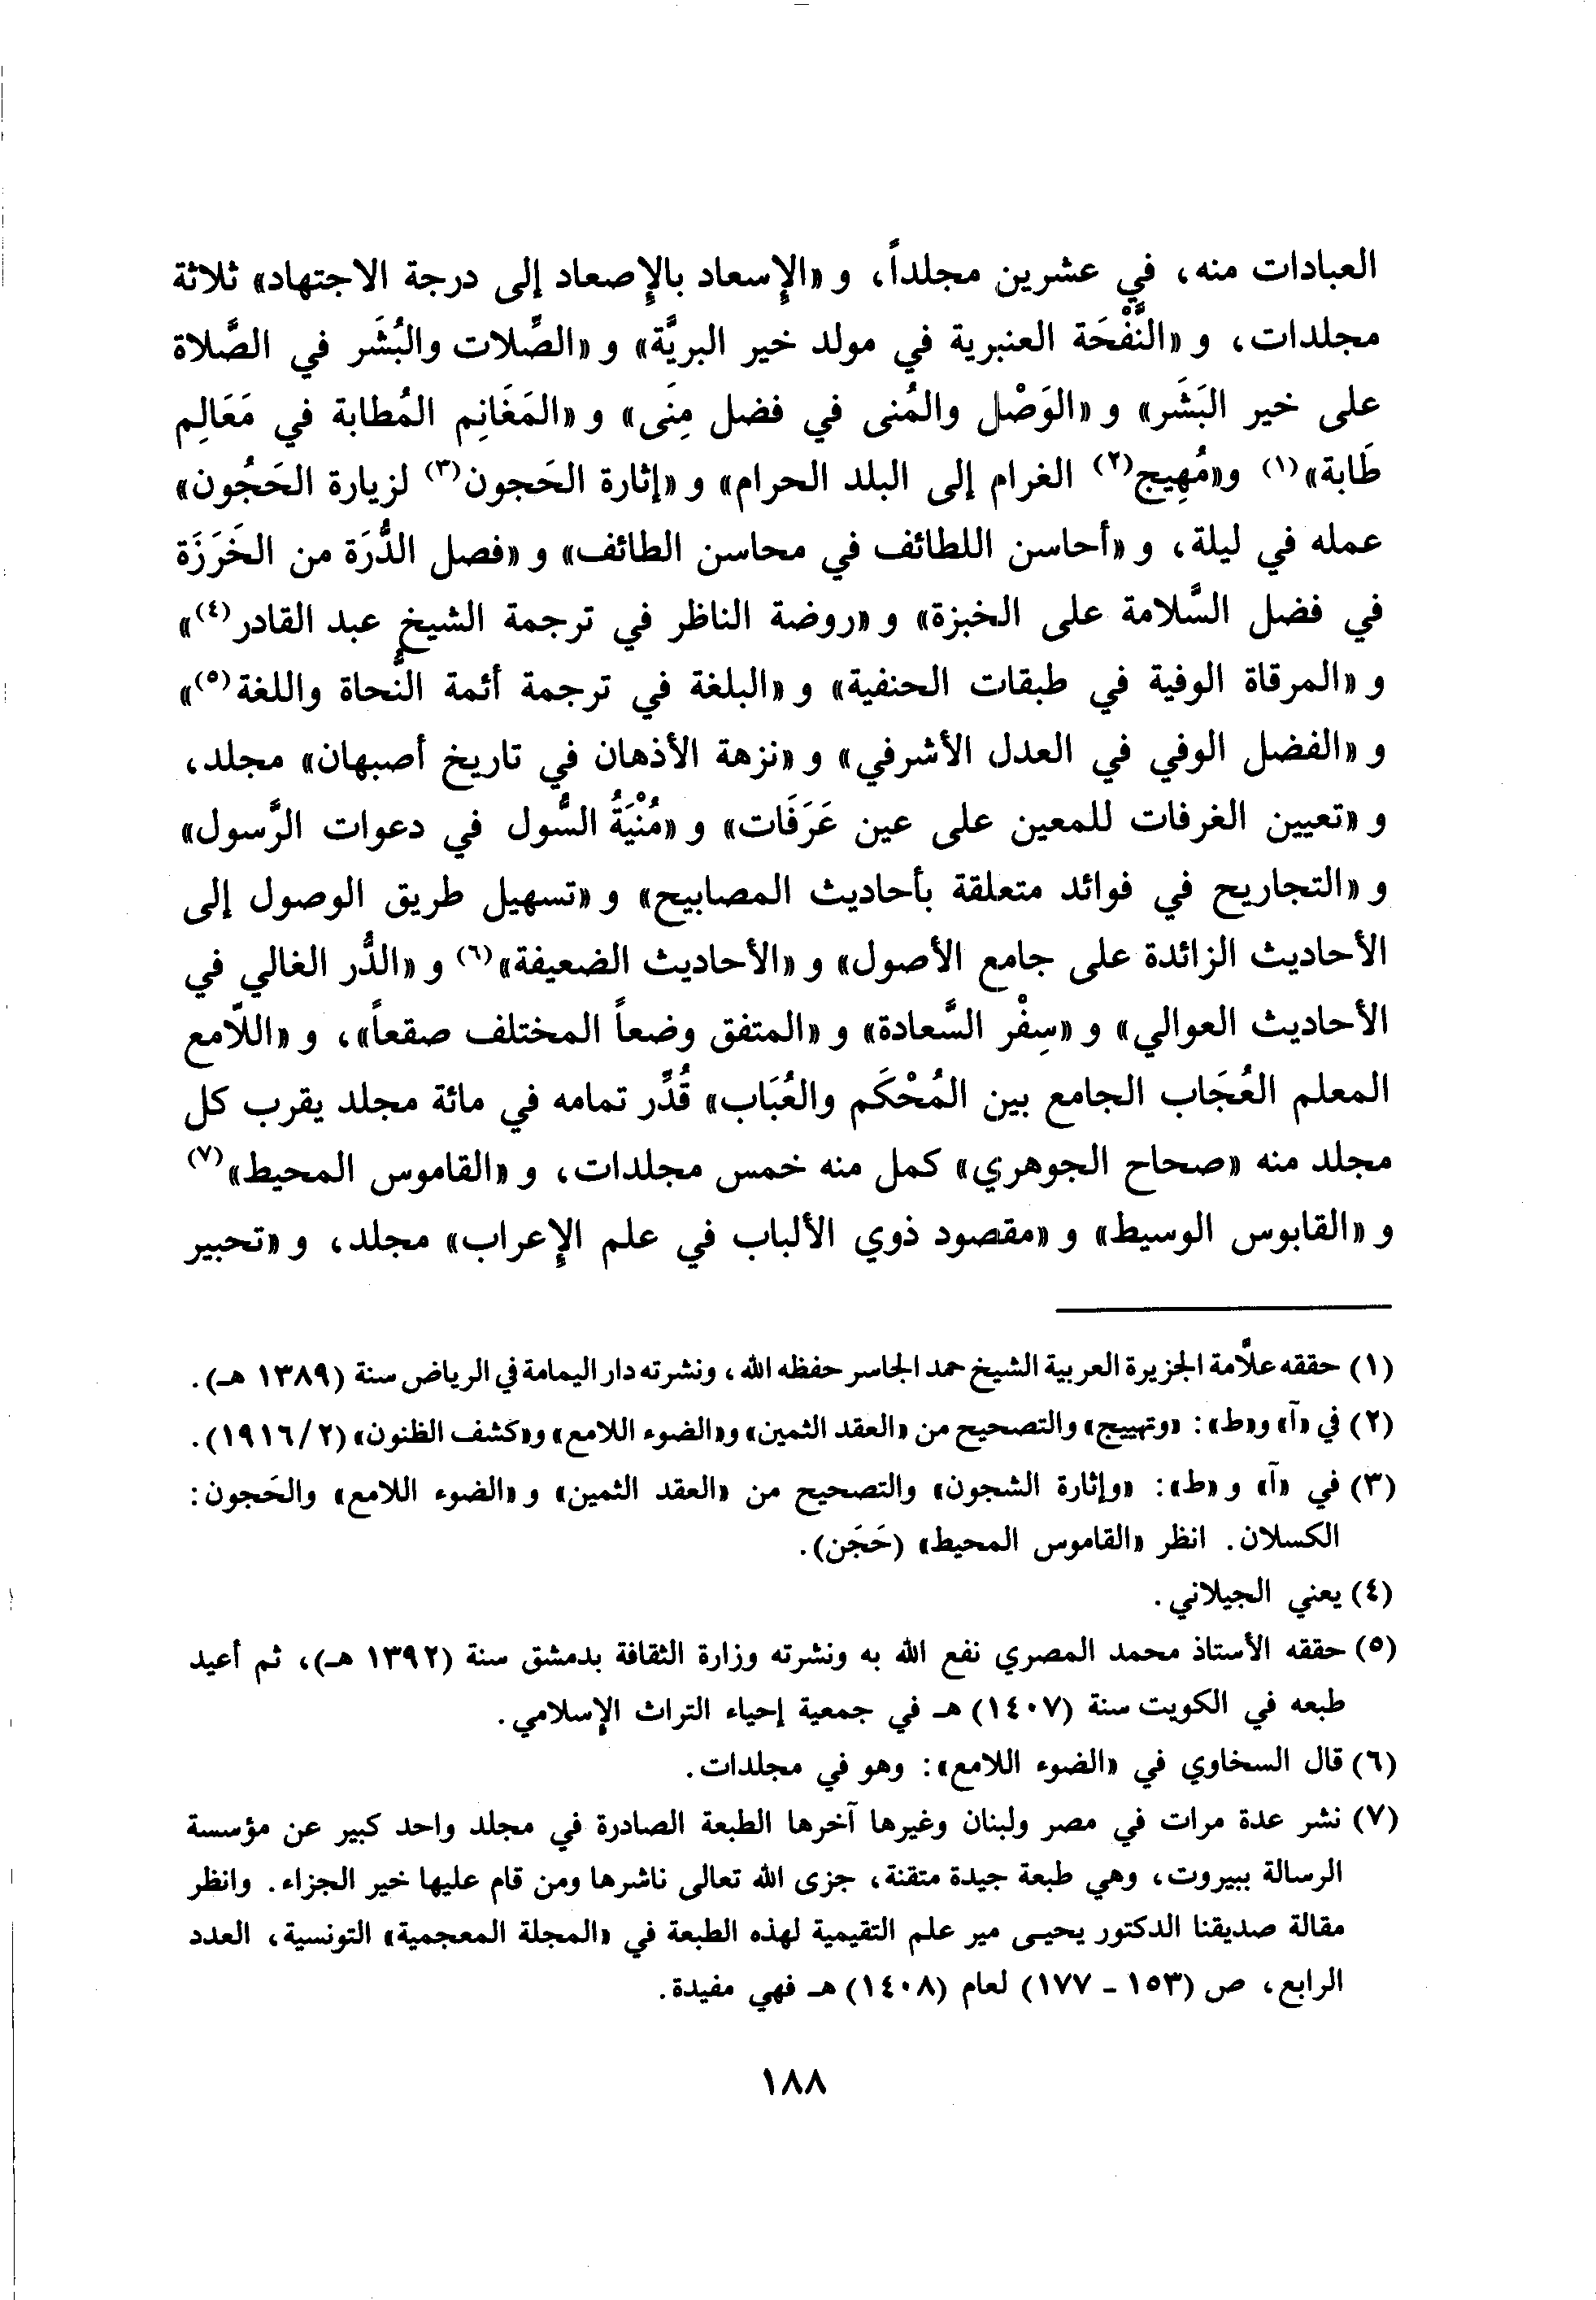 العبادات منه، في عشرين مجلداً، و «الإسعاد بالإصعاد إلى درجة الاجتهاد» ثلاثة
مجلدات، و «النَّفْحَة العنبرية في مولد خير البريَّة» و «الصِّلات والبُشَر في الصَّلاة
على خير البَشَر» و «الوَصْل والمُنى في فضل مِنَى» و «المَغَانِم المُطابة في مَعَالِم
طَابة»(١) و«مُهِيج(٢) الغرام إلى البلد الحرام» و «إثارة الحَجون(٣) لزيارة الحَجُون»
عمله في ليلة، و «أحاسن اللطائف في محاسن الطائف» و «فصل الدُّرَة من الخَرَزَة
في فضل السَّلامة على الخبزة» و «روضة الناظر في ترجمة الشيخ عبد القادر(٤)»
و «المرقاة الوفية في طبقات الحنفية» و «البلغة في ترجمة أئمة النُّحاة واللغة(٥)»
و «الفضل الوفي في العدل الأشرفي» و «نزهة الأذهان في تاريخ أصبهان» مجلد،
و «تعيين الغرفات للمعين على عين عَرَفَات» و «مُنْيَةُ السُّول في دعوات الرَّسول»
و «التجاريح في فوائد متعلقة بأحاديث المصابيح» و «تسهيل طريق الوصول إلى
الأحاديث الزائدة على جامع الأصول» و «الأحاديث الضعيفة»(٦) و «الدُّر الغالي في
الأحاديث العوالي» و «سِفْر السَّعادة» و «المتفق وضعاً المختلف صقعاً»، و «اللّامع
المعلم العُجَاب الجامع بين المُحْكَم والعُبَاب» قُدِّر تمامه في مائة مجلد يقرب كل
مجلد منه «صحاح الجوهري» كمل منه خمس مجلدات، و «القاموس المحيط»(٧)
و «القابوس الوسيط» و «مقصود ذوي الألباب في علم الإعراب» مجلد، و «تحبير
(١) حققه علَّامة الجزيرة العربية الشيخ حمد الجاسر حفظه الله، ونشرته دار اليمامة في الرياض سنة (١٣٨٩ هـ).
(٢) في «آ» و«ط»: «وتهييج» والتصحيح من «العقد الثمين» و«الضوء اللامع» و«كشف الظنون» (٢/ ١٩١٦).
(٣) في «آ» و «ط»: «وإثارة الشجون» والتصحيح من «العقد الثمين» و «الضوء اللامع» والحَجون:
الكسلان. انظر «القاموس المحيط» (حَجَن).
(٤) يعني الجيلاني.
(٥) حققه الأستاذ محمد المصري نفع الله به ونشرته وزارة الثقافة بدمشق سنة (١٣٩٢ هـ)، ثم أعيد
طبعه في الكويت سنة (١٤٠٧) هـ في جمعية إحياء التراث الإسلامي.
(٦) قال السخاوي في «الضوء اللامع»: وهو في مجلدات.
(٧) نشر عدة مرات في مصر ولبنان وغيرها آخرها الطبعة الصادرة في مجلد واحد كبير عن مؤسسة
الرسالة ببيروت، وهي طبعة جيدة متقنة، جزى الله تعالى ناشرها ومن قام عليها خير الجزاء. وانظر
مقالة صديقنا الدكتور يحيى مير علم التقيمية لهذه الطبعة في «المجلة المعجمية» التونسية، العدد
الرابع، ص (١٥٣ - ١٧٧) لعام (١٤٠٨) هـ فهي مفيدة.
١٨٨